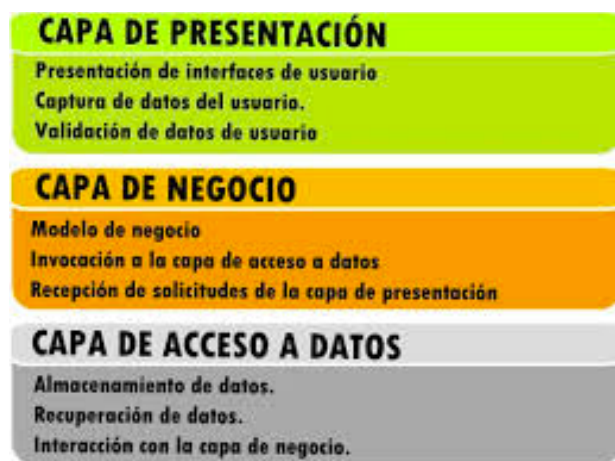 CAPA DE PRESENTACIÓN
Presentación de interfaces de usuario
Captura de datos del usuario.
Validación de datos de usuario
CAPA DE NEGOCIO
Modelo de negocio
Invocación a la capa de acceso a datos
Recepción de solicitudes de la capa de presentación
CAPA DE ACCESO A DATOS
Almacenamiento de datos.
Recuperación de datos.
Interacción con la capa de negocio.